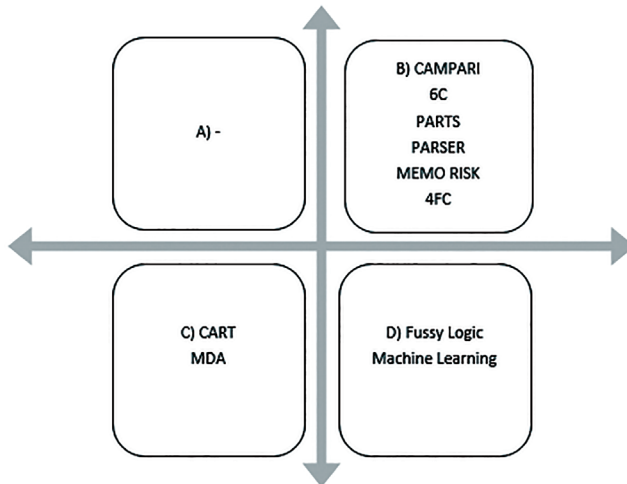 A) -
B) CAMPARI
6C
PARTS
PARSER
MEMO RISK
4FC
C) CART
MDA
D) Fussy Logic
Machine Learning